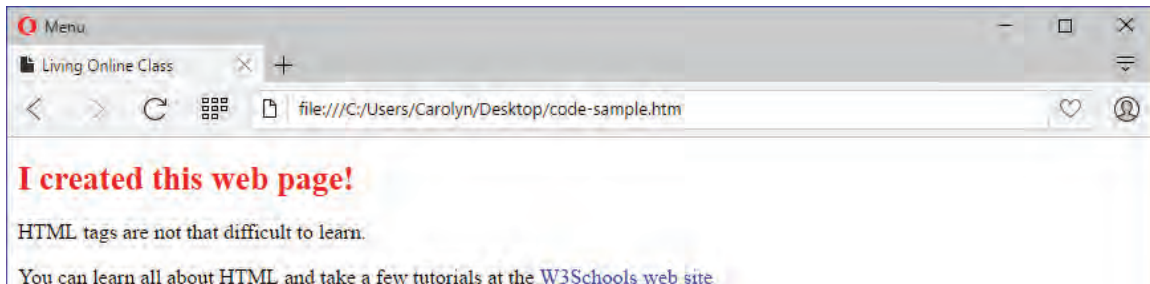 Menu
Living Online Class
file:///C:/Users/Carolyn/Desktop/code-sample.htm
I created this web page!
HTML tags are not that difficult to learn.
You can learn all about HTML and take a few tutorials at the W3Schools web site